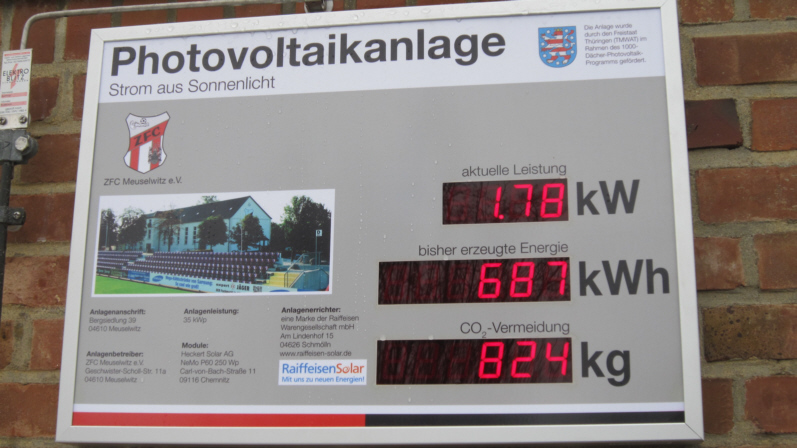 Photovoltaikanlage
Strom aus Sonnenlicht
Die Anlage wurde
durch den Freistaat
Thüringen (TMWAT) im
Rahmen des 1000-
Dächer-Photovoltaik-
Programms gefördert.
ELEKTRO
ZFC
ZFC Meuselwitz e.V.
aktuelle Leistung
1.78 kW
bisher erzeugte Energie
687 kWh
CO2-Vermeidung
824 kg
Anlagenanschrift:
Bergsiedlung 39
04610 Meuselwitz
Anlagenleistung:
35 kWp
Anlagenerrichter:
eine Marke der Raiffeisen
Warengesellschaft mbH
Am Lindenhof 15
04626 Schmölln
www.raiffeisen-solar.de
Anlagenbetreiber:
ZFC Meuselwitz e.V.
Geschwister-Scholl-Str. 11a
04610 Meuselwitz
Module:
Heckert Solar AG
NeMo P60 230 Wp
Carl-von-Bach-Straße 11
09116 Chemnitz
RaiffeisenSolar
Mit uns zu neuen Energien!